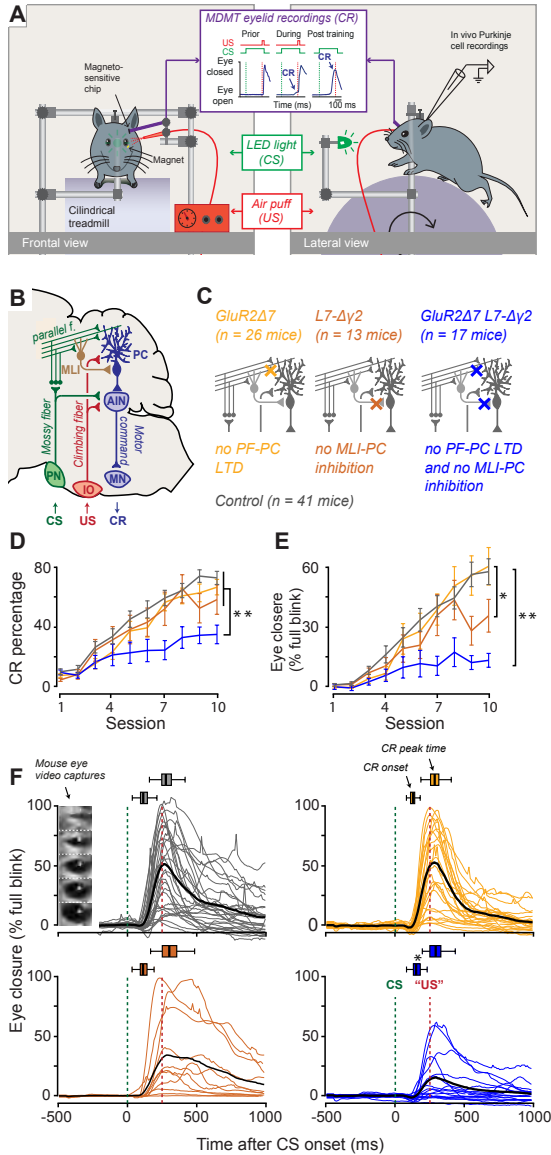 A
MDMT eyelid recordings (CR)
Prior During Post training
US
CS
Eye closed
Eye open
CR
CR
Time (ms)
100 ms
In vivo Purkinje
cell recordings
Magneto-
sensitive
chip
Magnet
LED light
(CS)
Cilindrical
treadmill
Air puff
(US)
Frontal view
Lateral view
B
parallel f.
PC
MLI
AIN
Mossy fiber
Climbing fiber
Motor
command
PN
IO
MN
CS US CR
C
GluR2Δ7
(n = 26 mice)
L7-Δγ2
(n = 13 mice)
GluR2Δ7 L7-Δγ2
(n = 17 mice)
no PF-PC
LTD
no MLI-PC
inhibition
no PF-PC LTD
and no MLI-PC
inhibition
Control (n = 41 mice)
D
CR percentage
80
40
0
1 4 7 10
Session
**
E
Eye closere
(% full blink)
60
30
0
1 4 7 10
Session
*
**
F
Mouse eye
video captures
CR peak time
CR onset
Eye closure (% full blink)
100
50
0
100
50
0
100
50
0
-500 0 500 1000
100
50
0
*
CS "US"
-500 0 500 1000
Time after CS onset (ms)